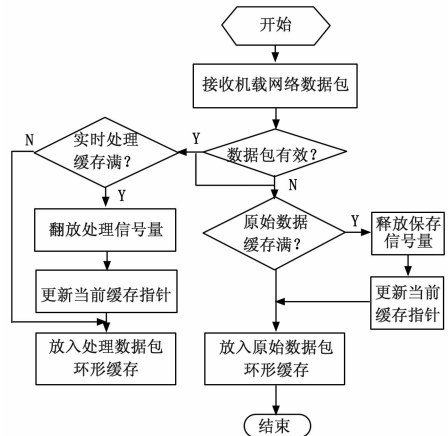 开始
接收机载网络数据包
数据包有效？
Y
N
实时处理
缓存满？
N
Y
翻放处理信号量
更新当前缓存指针
放入处理数据包
环形缓存
原始数据
缓存满？
Y
释放保存
信号量
更新当前
缓存指针
放入原始数据包
环形缓存
结束